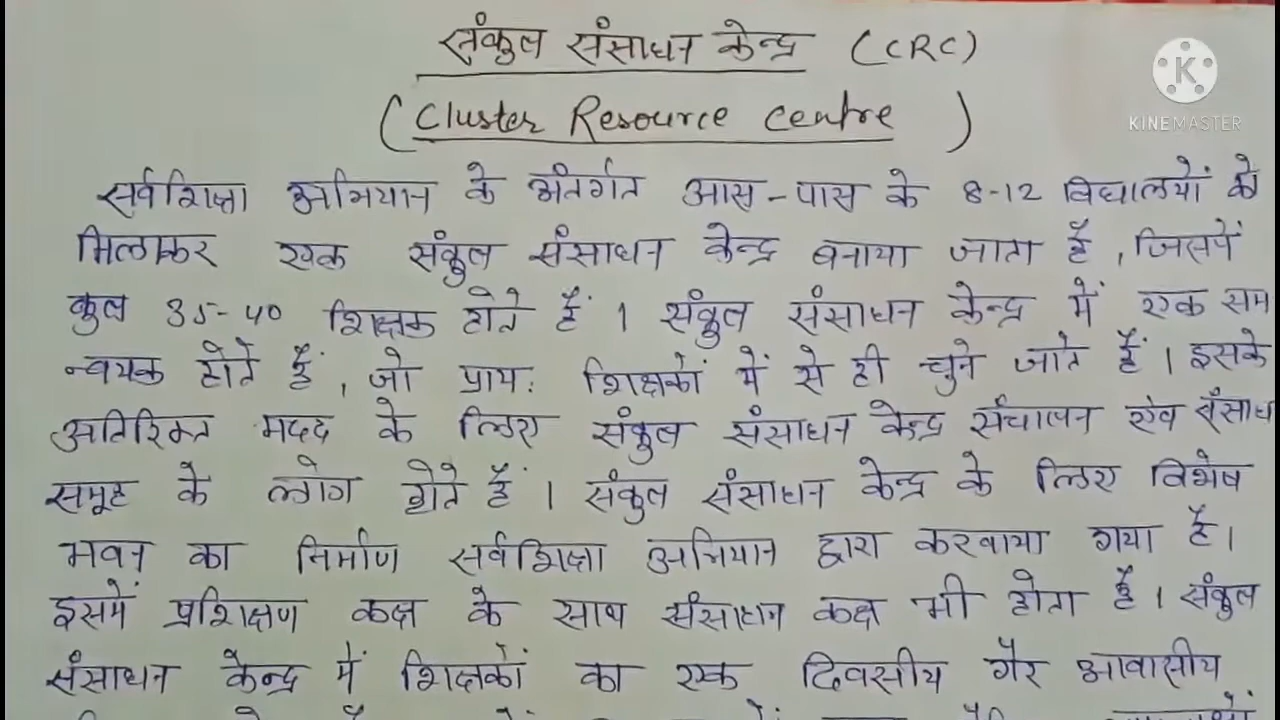 संकुल संसाधन केन्द्र (CRC)
(Cluster Resource Centre)
KINEMASTER
सर्वशिक्षा अभियान के अंतर्गत आस-पास के 8-12 विद्यालयों को
मिलाकर एक संकुल संसाधन केन्द्र बनाया जाता है, जिसमें
कुल 35-40 शिक्षक होते हैं । संकुल संसाधन केन्द्र में एक सम
न्वयक होते हैं, जो प्राय: शिक्षकों में से ही चुने जाते हैं । इसके
अतिरिक्त मदद के लिए संकुल संसाधन केन्द्र संचालन एंव संसाध
समूह के लोग होते हैं । संकुल संसाधन केन्द्र के लिए विशेष
भवन का निर्माण सर्वशिक्षा अभियान द्वारा करवाया गया है।
इसमें प्रशिक्षण कक्ष के साथ संसाधन कक्ष भी होता है । संकुल
संसाधन केन्द्र में शिक्षकों का एक दिवसीय गैर आवासीय